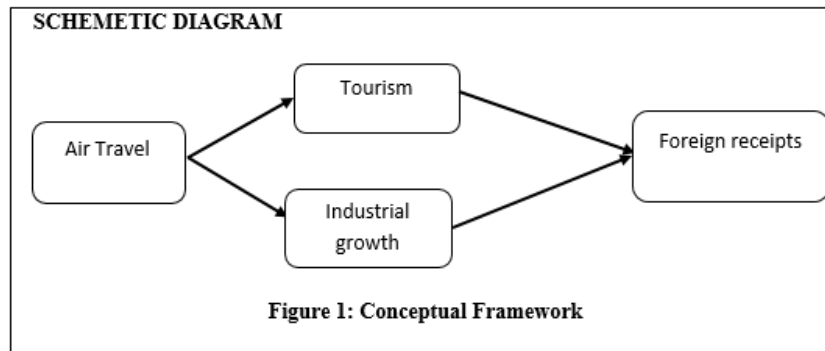 SCHEMETIC DIAGRAM
Tourism
Air Travel
Foreign receipts
Industrial
growth
Figure 1: Conceptual Framework